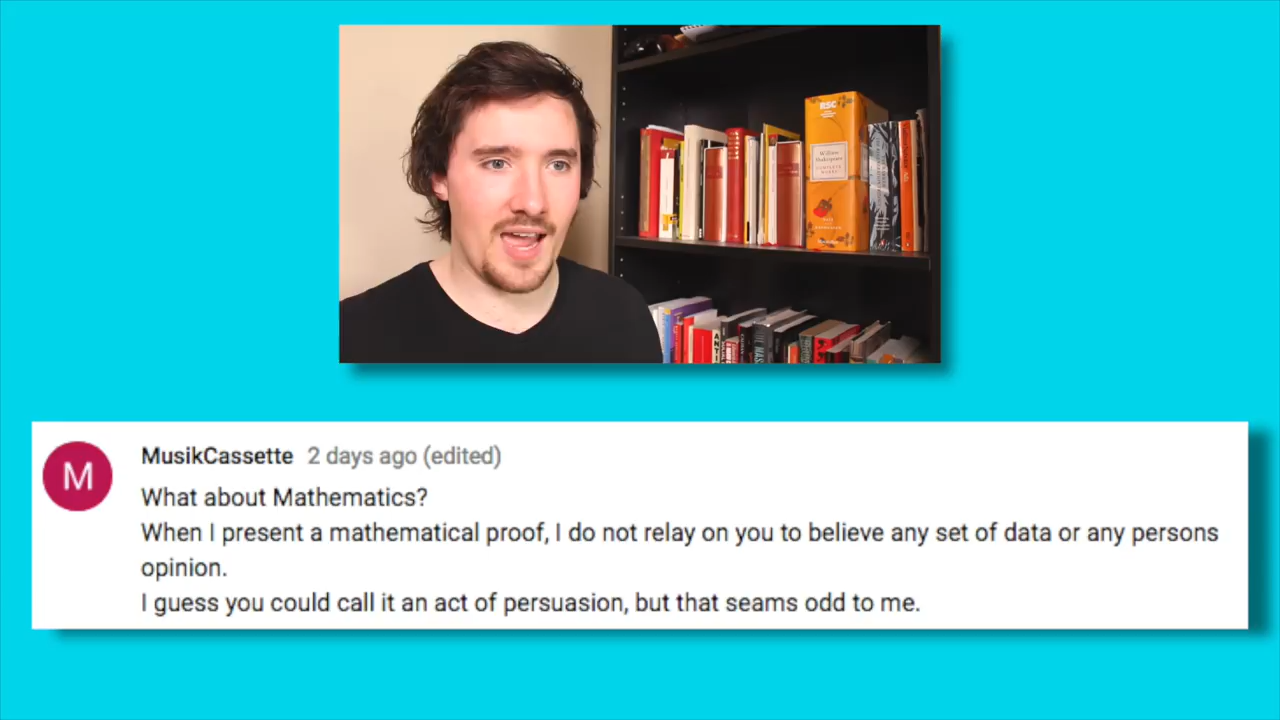 RSC
William
Shakespeare
COMPLETE
WORKS
MusikCassette 2 days ago (edited)
M
What about Mathematics?
When I present a mathematical proof, I do not relay on you to believe any set of data or any persons
opinion.
I guess you could call it an act of persuasion, but that seams odd to me.